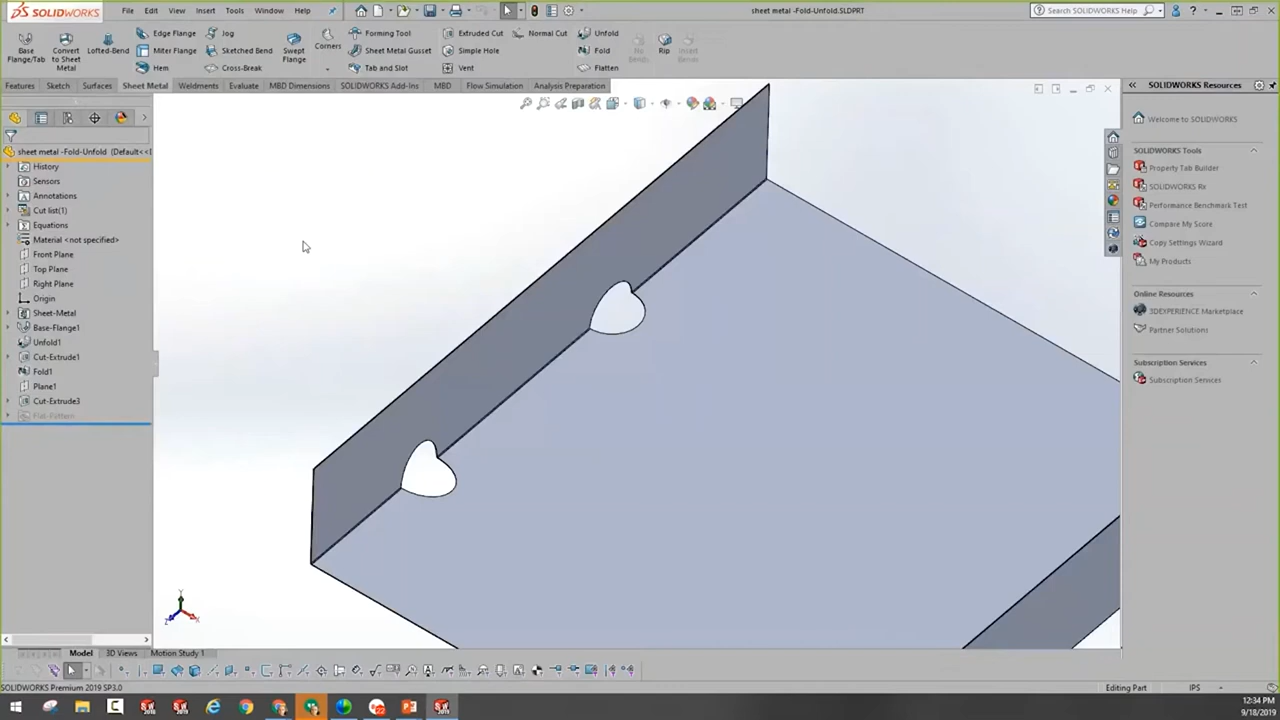 SOLIDWORKS File Edit View Insert Tools Window Help sheet metal -Fold-Unfold.SLDPRT Search SOLIDWORKS Help
Base Flange/Tab
Convert to Sheet Metal
Lofted-Bend
Edge Flange
Miter Flange
Hem
Jog
Sketched Bend
Cross-Break
Swept Flange
Corners
Forming Tool
Sheet Metal Gusset
Tab and Slot
Extruded Cut
Simple Hole
Vent
Normal Cut
Unfold
Fold
Flatten
No Bends
Rip
Insert Bends
Features Sketch Surfaces Sheet Metal Weldments Evaluate MBD Dimensions SOLIDWORKS Add-Ins MBD Flow Simulation Analysis Preparation
sheet metal -Fold-Unfold (Default<<
History
Sensors
Annotations
Cut list(1)
Equations
Material <not specified>
Front Plane
Top Plane
Right Plane
Origin
Sheet-Metal
Base-Flange1
Unfold1
Cut-Extrude1
Fold1
Plane1
Cut-Extrude3
Flat-Pattern
Y
X
Z
SOLIDWORKS Resources
Welcome to SOLIDWORKS
SOLIDWORKS Tools
Property Tab Builder
SOLIDWORKS Rx
Performance Benchmark Test
Compare My Score
Copy Settings Wizard
My Products
Online Resources
3DEXPERIENCE Marketplace
Partner Solutions
Subscription Services
Subscription Services
Model 3D Views Motion Study 1
SOLIDWORKS Premium 2019 SP3.0 Editing Part IPS
12:34 PM
9/18/2019